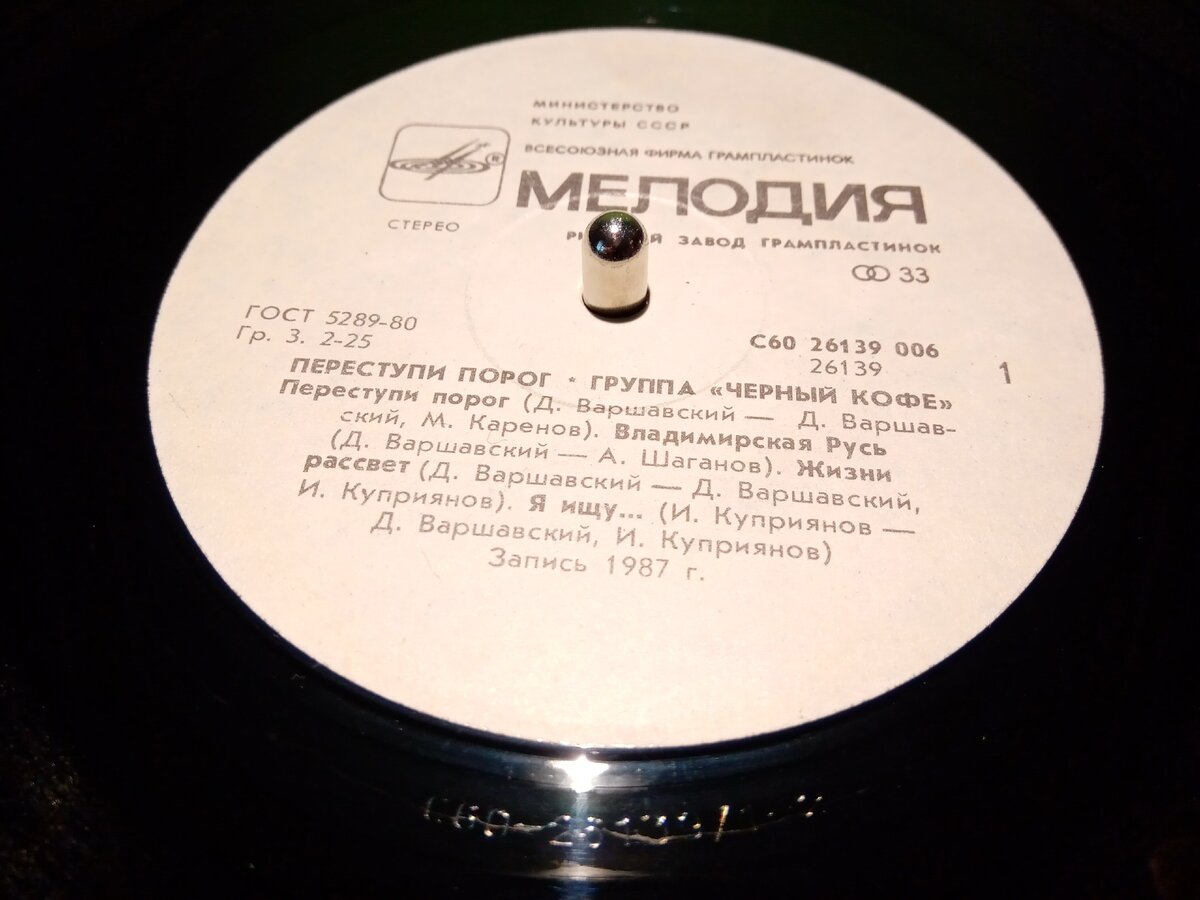 МИНИСТЕРСТВО
КУЛЬТУРЫ СССР
ВСЕСОЮЗНАЯ ФИРМА ГРАМПЛАСТИНОК
МЕЛОДИЯ
®
СТЕРЕО
ЗАВОД ГРАМПЛАСТИНОК
33
ГОСТ 5289-80
Гр. 3. 2-25
С60 26139 006
26139
1
ПЕРЕСТУПИ ПОРОГ • ГРУППА «ЧЕРНЫЙ КОФЕ»
Переступи порог (Д. Варшавский — Д. Варшав-
ский, М. Каренов). Владимирская Русь
(Д. Варшавский — А. Шаганов). Жизни
рассвет (Д. Варшавский — Д. Варшавский,
И. Куприянов). Я ищу... (И. Куприянов —
Д. Варшавский, И. Куприянов)
Запись 1987 г.